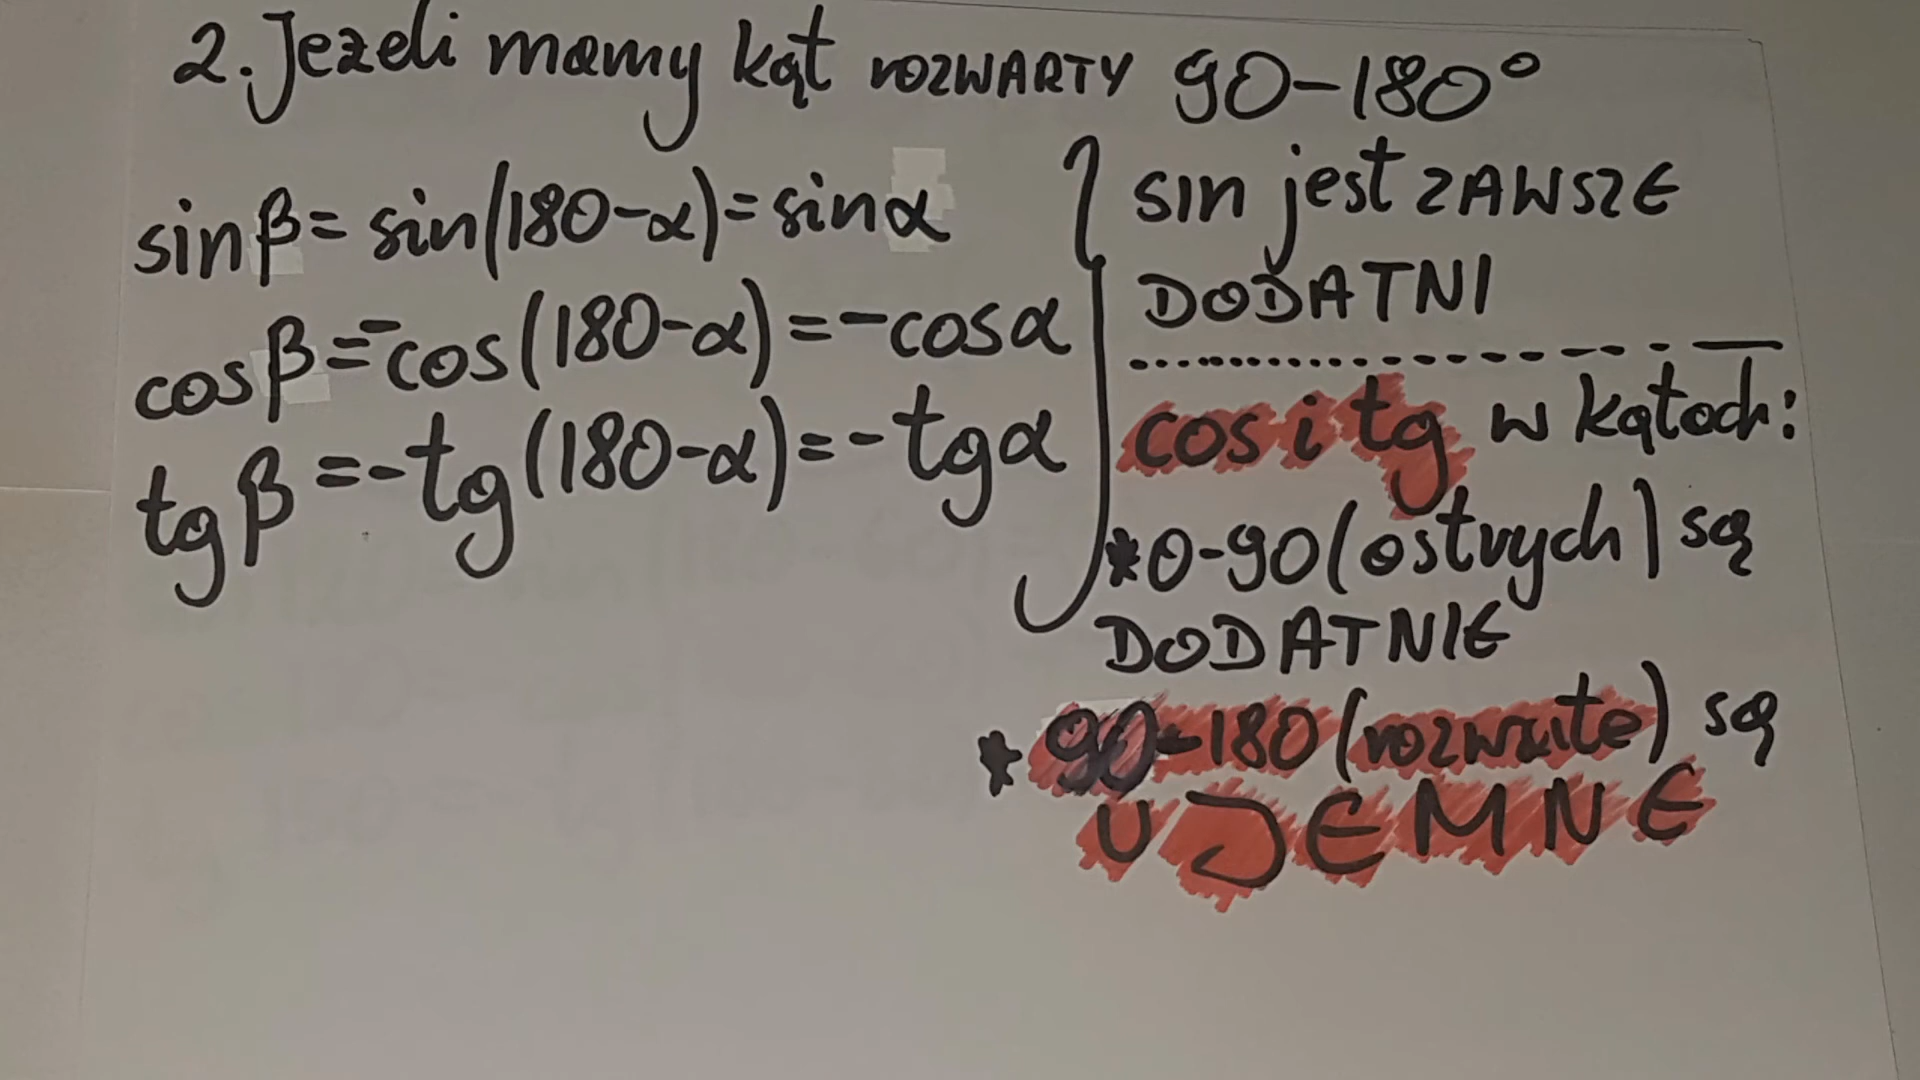 2. Jezeli mamy kąt ROZWARTY 90-180°
sinβ= sin(180-α)=sinα
cosβ=-cos(180-α)=-cosα
tgβ=-tg(180-α)=-tgα
SIN jest ZAWSZE
DODATNI
cos i tg w kątach:
*0-90(ostrych) są
DODATNIE
*90-180(rozwarte) są
UJEMNE